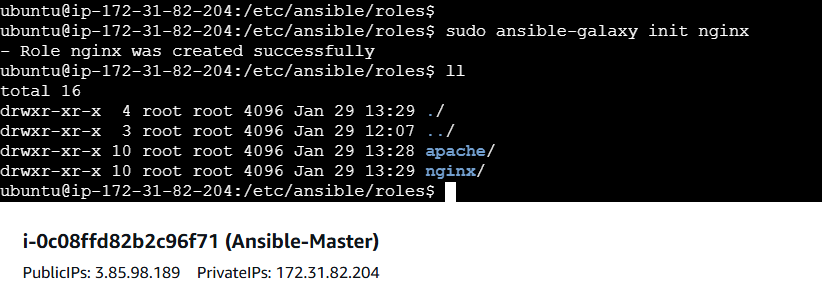 ubuntu@ip-172-31-82-204:/etc/ansible/roles$
ubuntu@ip-172-31-82-204:/etc/ansible/roles$ sudo ansible-galaxy init nginx
- Role nginx was created successfully
ubuntu@ip-172-31-82-204:/etc/ansible/roles$ ll
total 16
drwxr-xr-x  4 root root 4096 Jan 29 13:29 ./
drwxr-xr-x  3 root root 4096 Jan 29 12:07 ../
drwxr-xr-x 10 root root 4096 Jan 29 13:28 apache/
drwxr-xr-x 10 root root 4096 Jan 29 13:29 nginx/
ubuntu@ip-172-31-82-204:/etc/ansible/roles$
i-0c08ffd82b2c96f71 (Ansible-Master)
PublicIPs: 3.85.98.189    PrivateIPs: 172.31.82.204